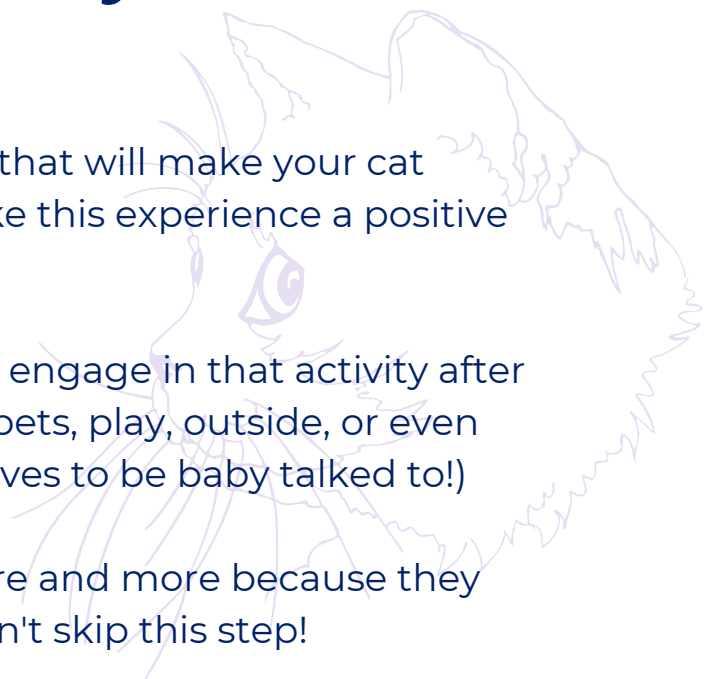 that will make your cat
ke this experience a positive
engage in that activity after
pets, play, outside, or even
ves to be baby talked to!)
re and more because they
n't skip this step!